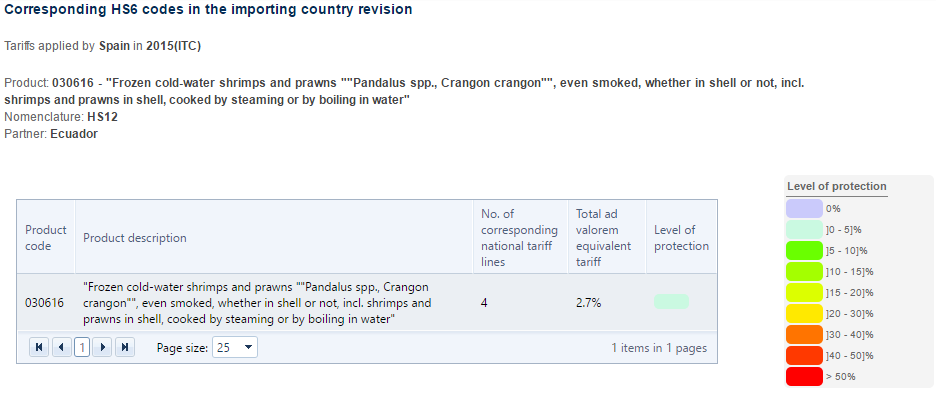 Corresponding HS6 codes in the importing country revision
Tariffs applied by Spain in 2015(ITC)
Product: 030616 - "Frozen cold-water shrimps and prawns ""Pandalus spp., Crangon crangon"", even smoked, whether in shell or not, incl.
shrimps and prawns in shell, cooked by steaming or by boiling in water"
Nomenclature: HS12
Partner: Ecuador
Product
code
Product description
No. of
corresponding
national tariff
lines
Total ad
valorem
equivalent
tariff
Level of
protection
030616
"Frozen cold-water shrimps and prawns ""Pandalus spp., Crangon
crangon"", even smoked, whether in shell or not, incl. shrimps and
prawns in shell, cooked by steaming or by boiling in water"
4
2.7%
1
Page size: 25
1 items in 1 pages
Level of protection
0%
]0 - 5]%
]5 - 10]%
]10 - 15]%
]15 - 20]%
]20 - 30]%
]30 - 40]%
]40 - 50]%
> 50%